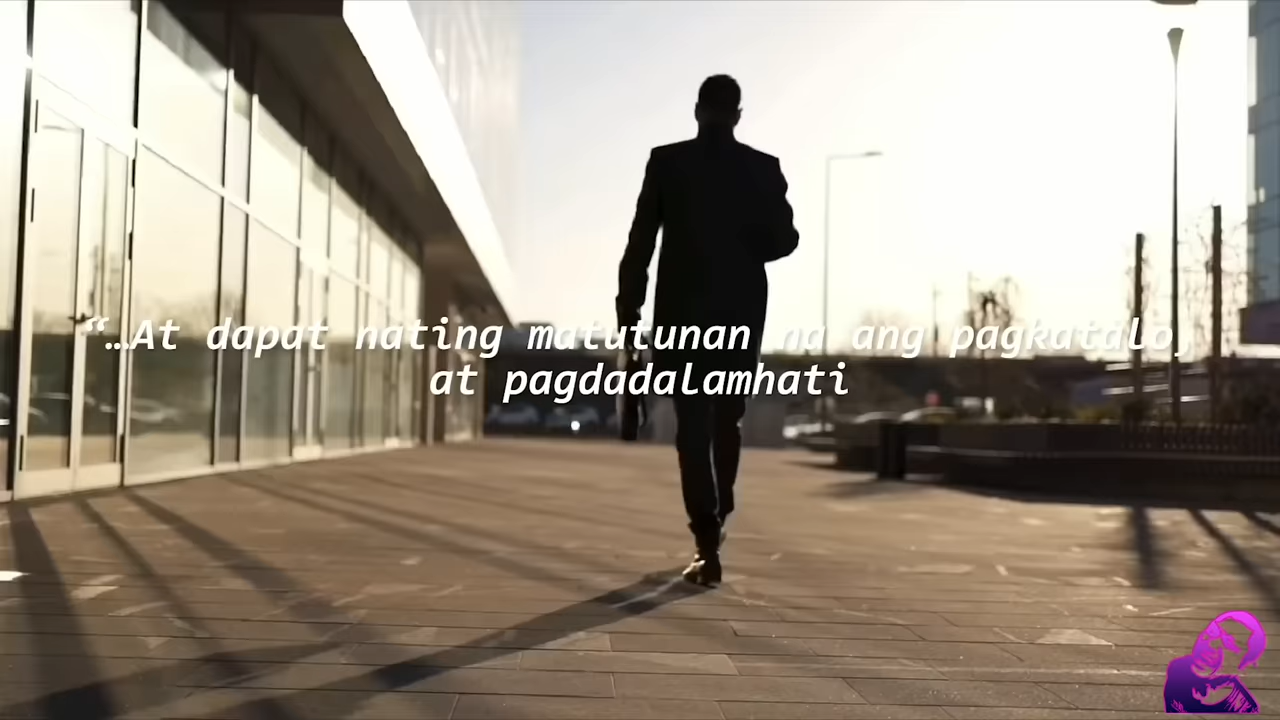 “…At dapat nating matutunan na ang pagkatalo,
at pagdadalamhati